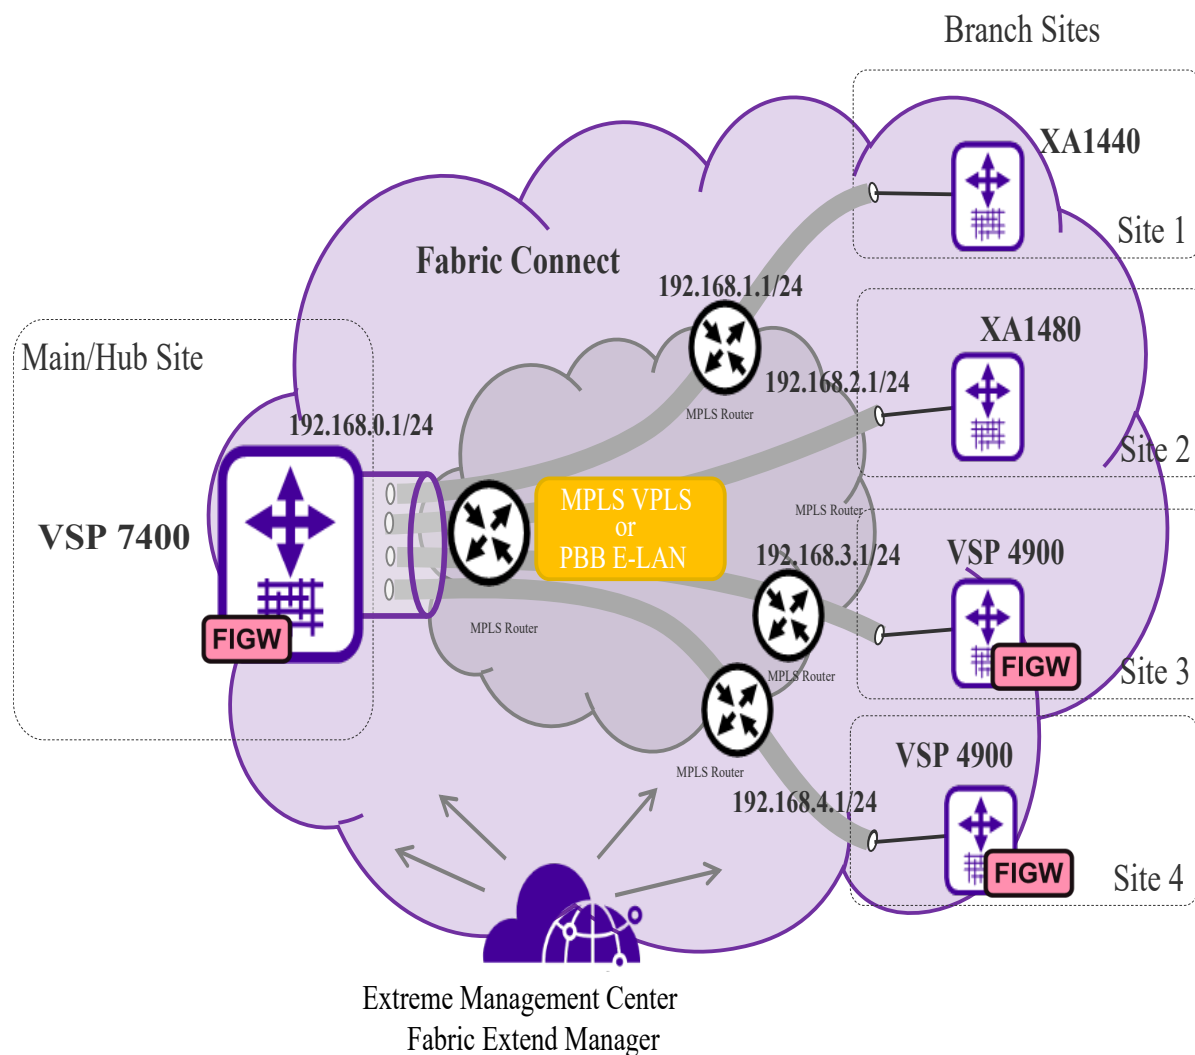 Branch Sites
XA1440
Site 1
Fabric Connect
192.168.1.1/24
MPLS Router
XA1480
192.168.2.1/24
Site 2
Main/Hub Site
192.168.0.1/24
VSP 7400
FIGW
MPLS VPLS
or
PBB E-LAN
MPLS Router
MPLS Router
192.168.3.1/24
VSP 4900
FIGW
Site 3
MPLS Router
MPLS Router
192.168.4.1/24
VSP 4900
FIGW
Site 4
Extreme Management Center
Fabric Extend Manager